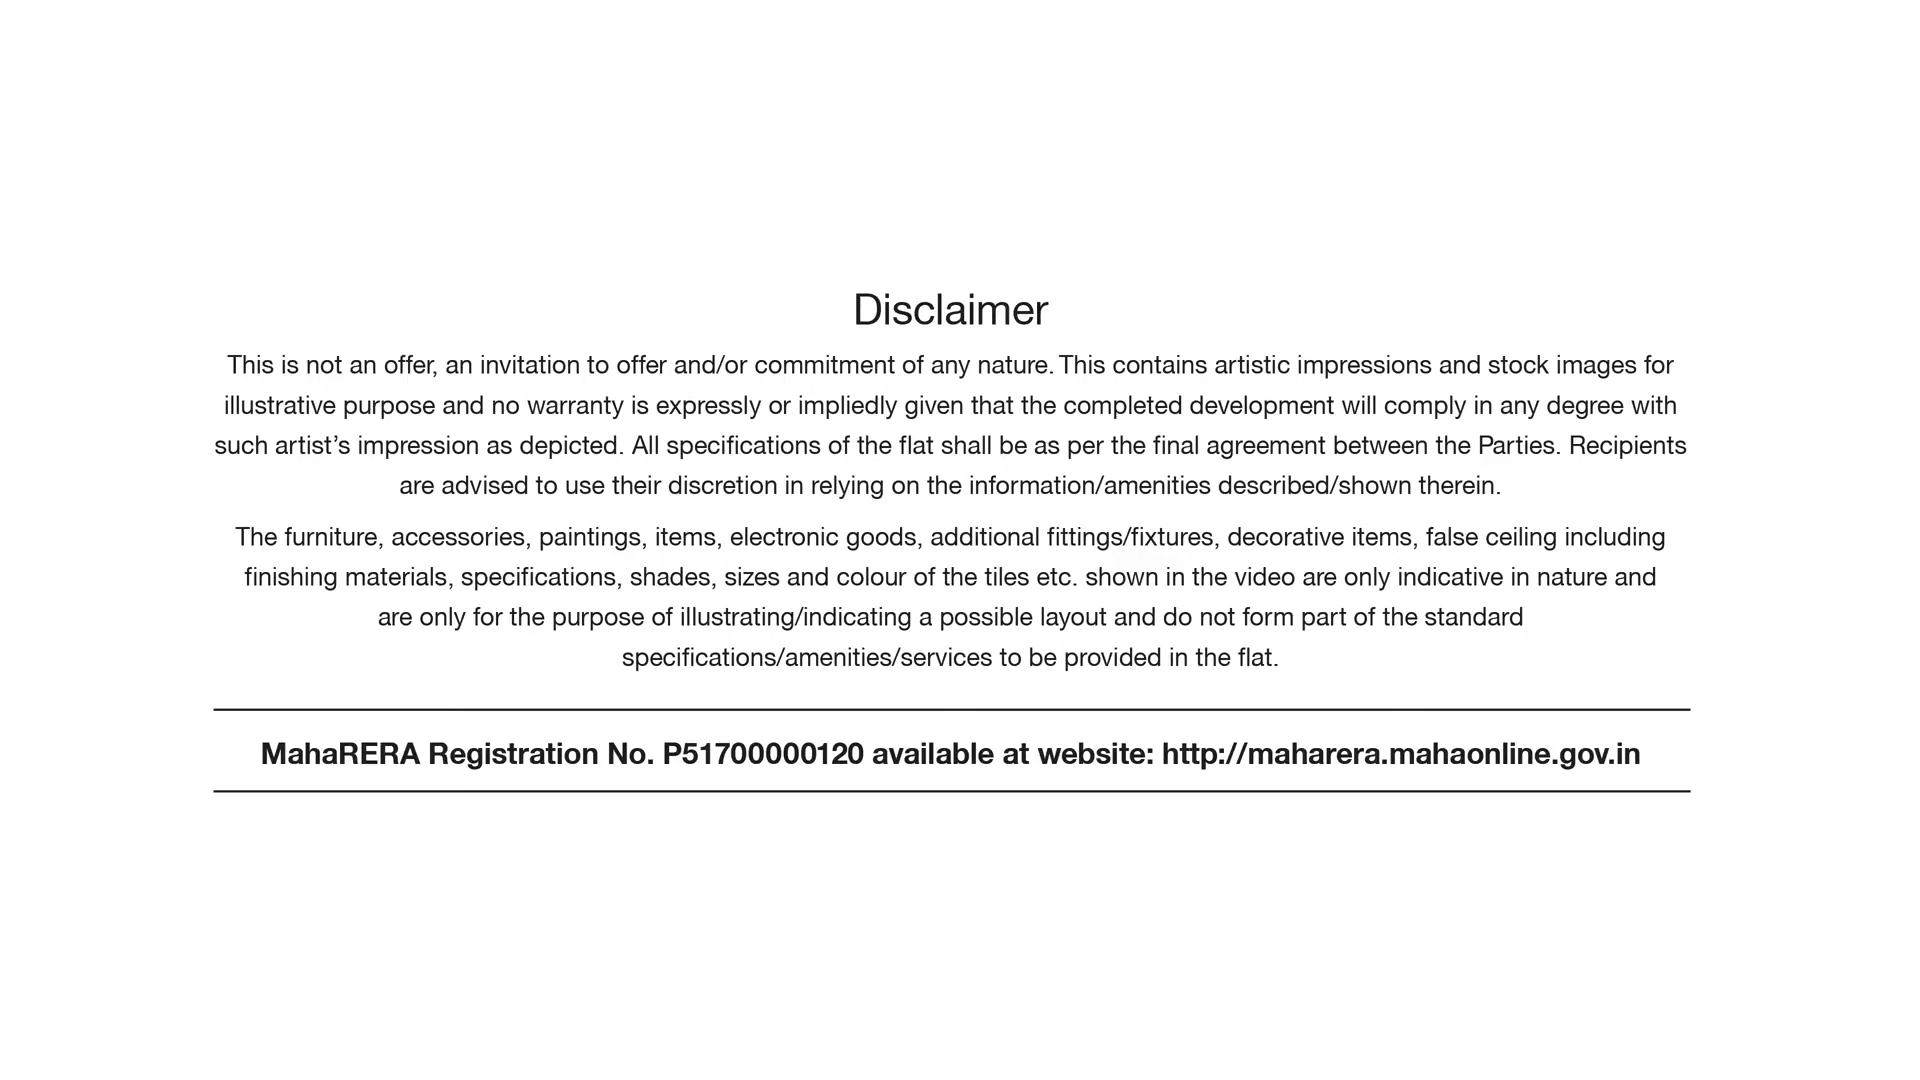 Disclaimer
This is not an offer, an invitation to offer and/or commitment of any nature. This contains artistic impressions and stock images for
illustrative purpose and no warranty is expressly or impliedly given that the completed development will comply in any degree with
such artist’s impression as depicted. All specifications of the flat shall be as per the final agreement between the Parties. Recipients
are advised to use their discretion in relying on the information/amenities described/shown therein.
The furniture, accessories, paintings, items, electronic goods, additional fittings/fixtures, decorative items, false ceiling including
finishing materials, specifications, shades, sizes and colour of the tiles etc. shown in the video are only indicative in nature and
are only for the purpose of illustrating/indicating a possible layout and do not form part of the standard
specifications/amenities/services to be provided in the flat.
MahaRERA Registration No. P51700000120 available at website: http://maharera.mahaonline.gov.in